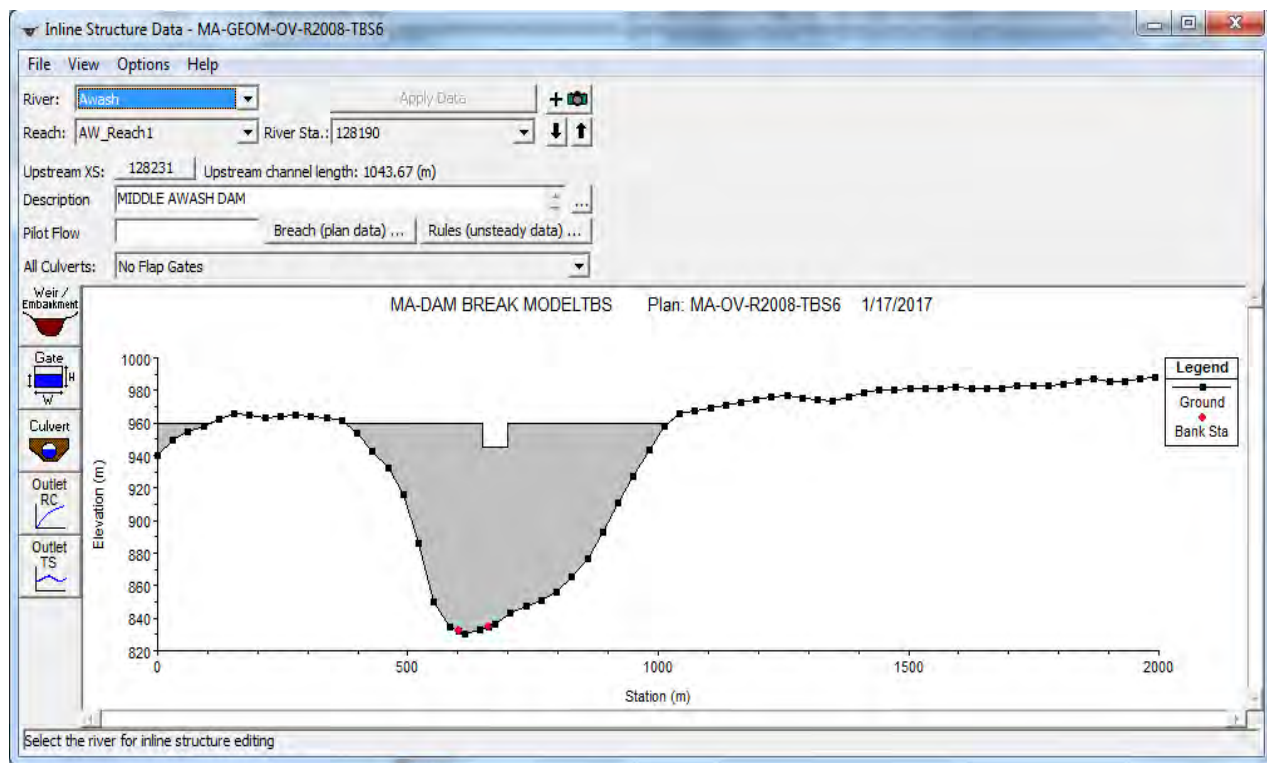 Inline Structure Data - MA-GEOM-OV-R2008-TBS6
File View Options Help
River: Awash Apply Data
Reach: AW_Reach1 River Sta.: 128190
Upstream XS: 128231 Upstream channel length: 1043.67 (m)
Description MIDDLE AWASH DAM ...
Pilot Flow Breach (plan data) ... Rules (unsteady data) ...
All Culverts: No Flap Gates
Weir /
Embankment
Gate
H
W
Culvert
Outlet
RC
Outlet
TS
MA-DAM BREAK MODELTBS Plan: MA-OV-R2008-TBS6 1/17/2017
1000
980
960
940
920
900
880
860
840
820
Elevation (m)
0 500 1000 1500 2000
Station (m)
Legend
Ground
Bank Sta
Select the river for inline structure editing